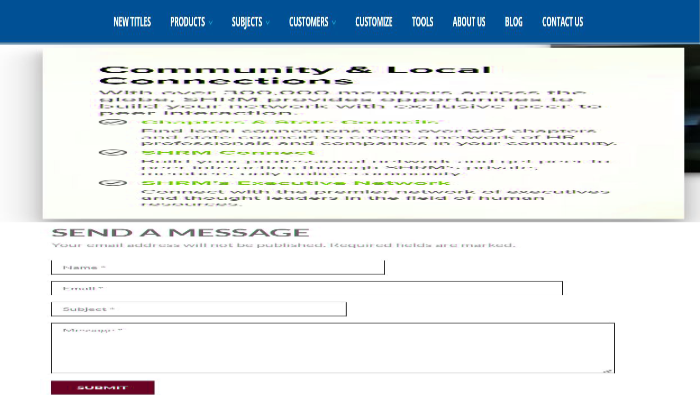 NEW TITLES PRODUCTS SUBJECTS CUSTOMERS CUSTOMIZE TOOLS ABOUT US BLOG CONTACT US
Community & Local
Connections
With over 300,000 members across the
globe, SHRM provides opportunities to
build your network with exclusive peer to
peer interaction.
Chapters & State Councils
Find local connections from over 607 chapters
and state councils to create a network of HR
professionals and companies in your community.
SHRM Connect
Build your professional network and get peer to
peer interaction through SHRM's, private,
members-only online community.
SHRM's Executive Network
Connect with the premier network of executives
and thought leaders in the field of human
resources.
SEND A MESSAGE
Your email address will not be published. Required fields are marked.
Name *
Email *
Subject *
Message *
SUBMIT